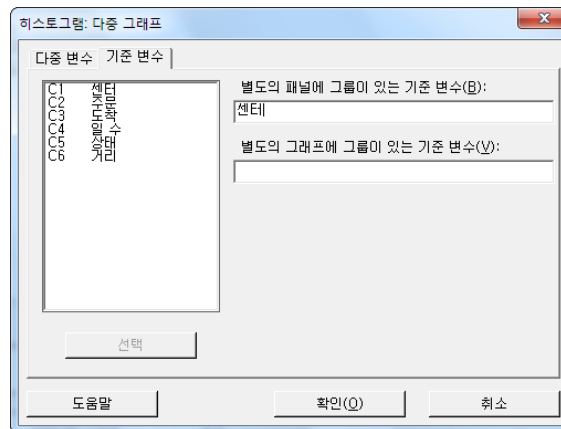 히스토그램: 다중 그래프
x
다중 변수 기준 변수
C1 센터
C2 주문
C3 도착
C4 일 수
C5 상태
C6 거리
별도의 패널에 그룹이 있는 기준 변수(B):
센터
별도의 그래프에 그룹이 있는 기준 변수(V):
선택
도움말 확인(O) 취소